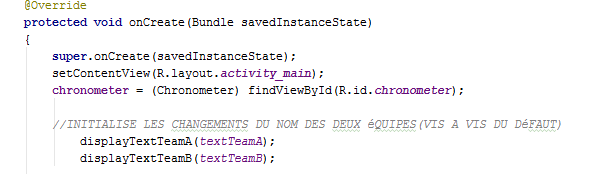 @Override
protected void onCreate(Bundle savedInstanceState)
{
super.onCreate(savedInstanceState);
setContentView(R.layout.activity_main);
chronometer = (Chronometer) findViewById(R.id.chronometer);
//INITIALISE LES CHANGEMENTS DU NOM DES DEUX éQUIPES(VIS A VIS DU DéFAUT)
displayTextTeamA(textTeamA);
displayTextTeamB(textTeamB);